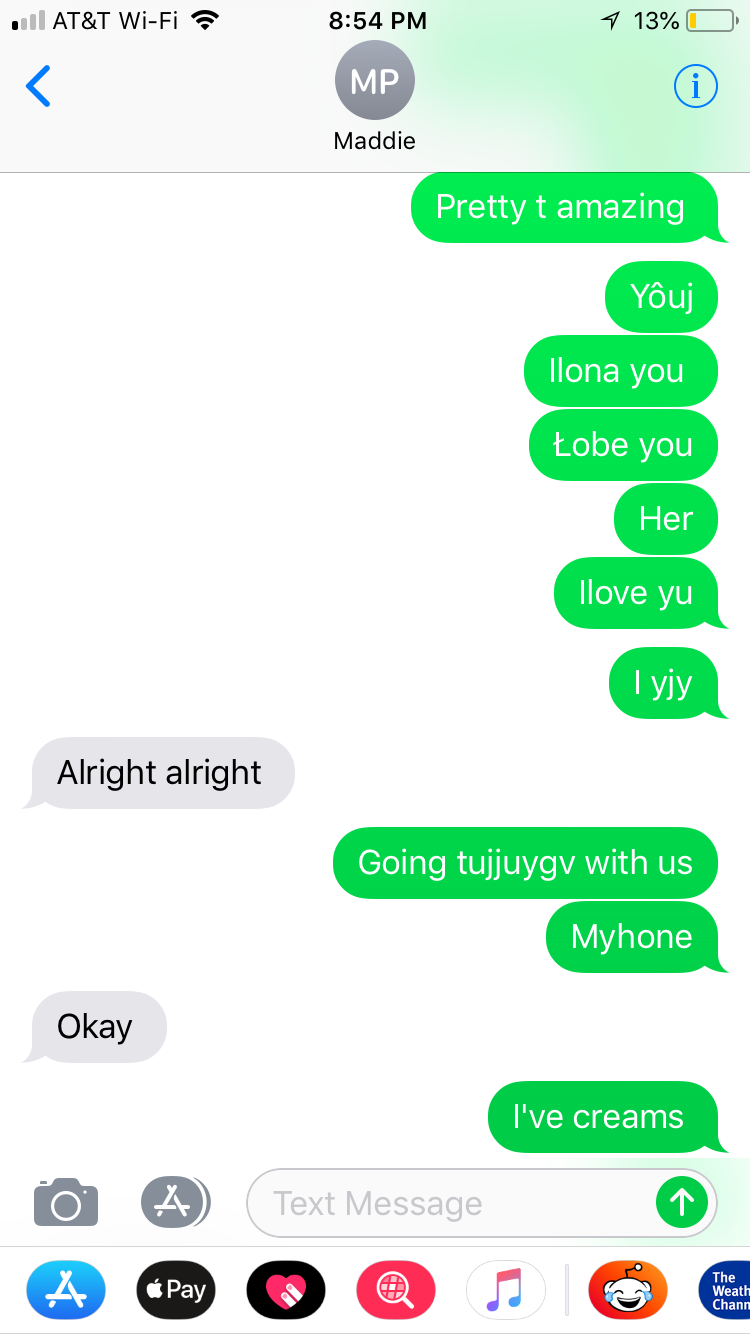 AT&T Wi-Fi 8:54 PM 13%
MP
Maddie
Pretty t amazing
Yôuj
Ilona you
Łobe you
Her
Ilove yu
I yjy
Alright alright
Going tujjuygv with us
Myhone
Okay
I've creams
Text Message
Pay
The
Weath
Chann